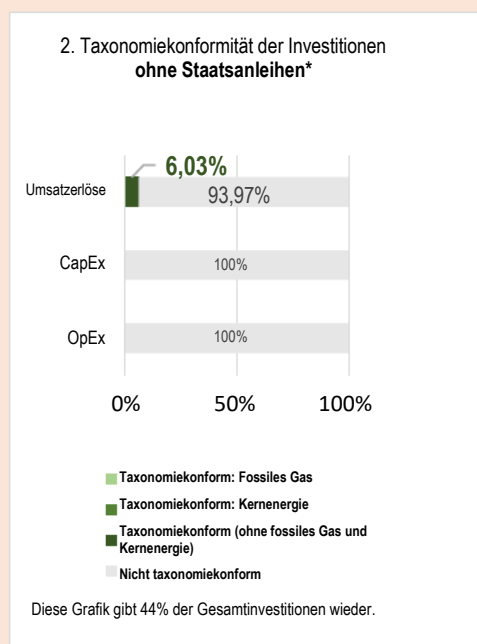 2. Taxonomiekonformität der Investitionen
ohne Staatsanleihen*
6,03%
Umsatzerlöse
93,97%
CapEx
100%
OpEx
100%
0%
50%
100%
Taxonomiekonform: Fossiles Gas
Taxonomiekonform: Kernenergie
Taxonomiekonform (ohne fossiles Gas und
Kernenergie)
Nicht taxonomiekonform
Diese Grafik gibt 44% der Gesamtinvestitionen wieder.